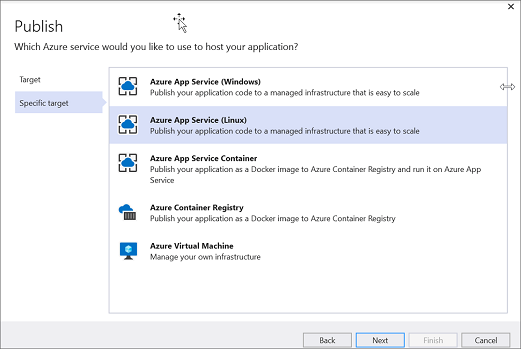 Publish
Which Azure service would you like to use to host your application?
Target
Specific target
Azure App Service (Windows)
Publish your application code to a managed infrastructure that is easy to scale
Azure App Service (Linux)
Publish your application code to a managed infrastructure that is easy to scale
Azure App Service Container
Publish your application as a Docker image to Azure Container Registry and run it on Azure App
Service
Azure Container Registry
Publish your application as a Docker image to Azure Container Registry
Azure Virtual Machine
Manage your own infrastructure
Back
Next
Finish
Cancel